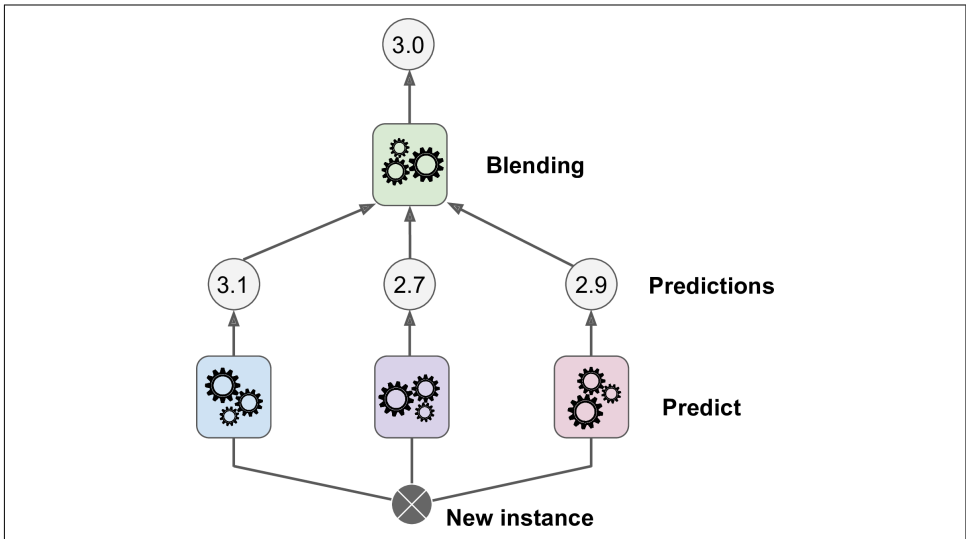 3.0
Blending
3.1
2.7
2.9
Predictions
Predict
New instance